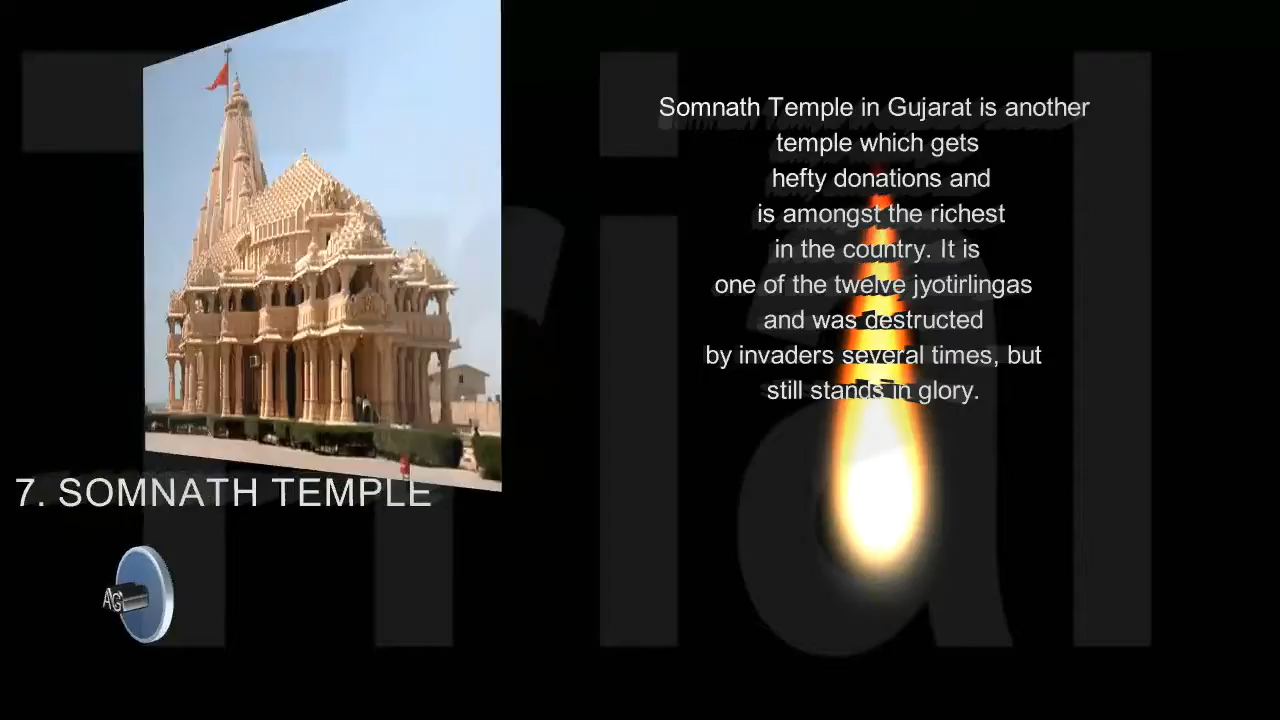 Somnath Temple in Gujarat is another
temple which gets
hefty donations and
is amongst the richest
in the country. It is
one of the twelve jyotirlingas
and was destructed
by invaders several times, but
still stands in glory.
7. SOMNATH TEMPLE
AG
Trial